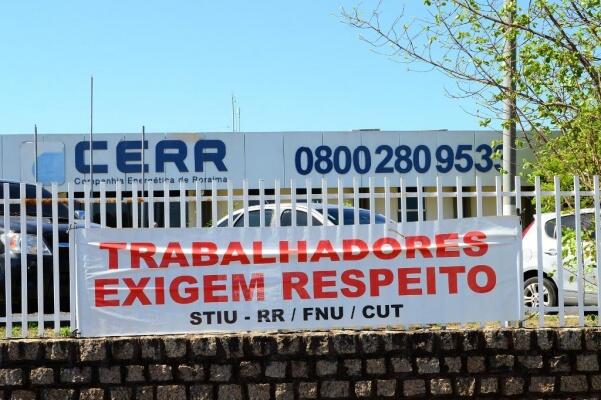 CERR
Companhia Energética de Roraima
0800 280 9533
TRABALHADORES
EXIGEM RESPEITO
STIU - RR / FNU / CUT